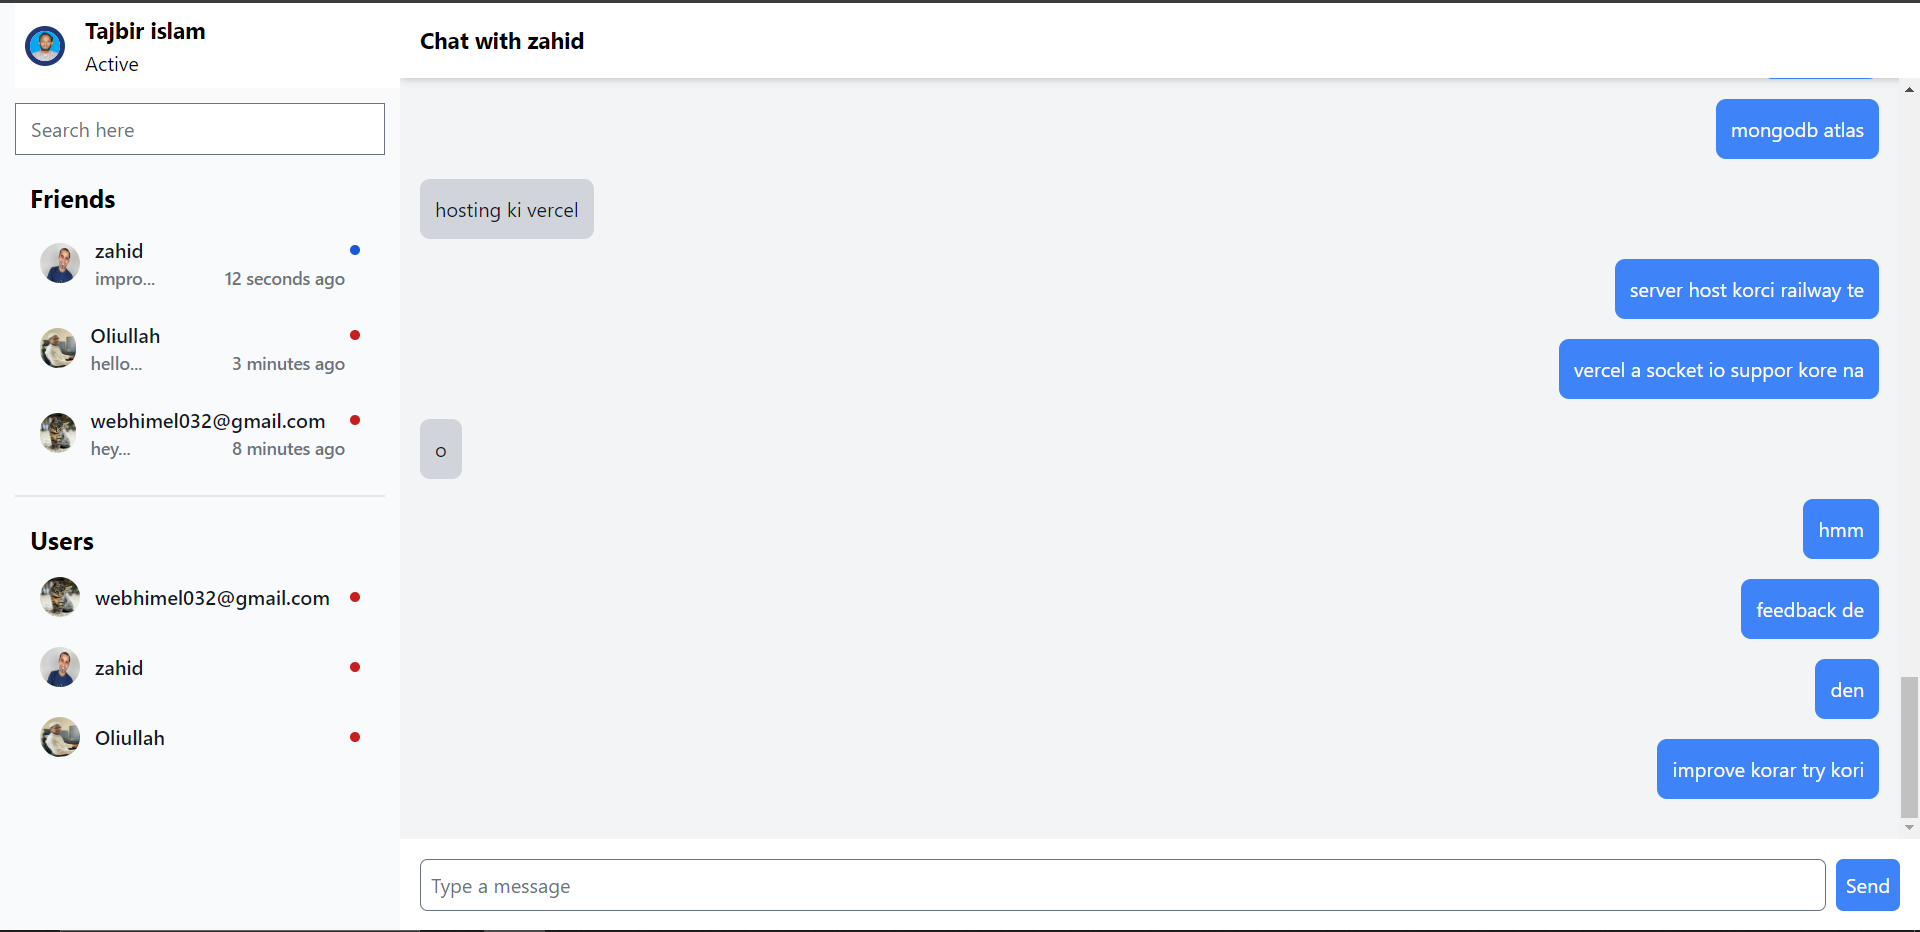 Tajbir islam
Active
Search here
Friends
zahid
impro... 12 seconds ago
Oliullah
hello... 3 minutes ago
webhimel032@gmail.com
hey... 8 minutes ago
Users
webhimel032@gmail.com
zahid
Oliullah
Chat with zahid
mongodb atlas
hosting ki vercel
server host korci railway te
vercel a socket io suppor kore na
o
hmm
feedback de
den
improve korar try kori
Type a message
Send